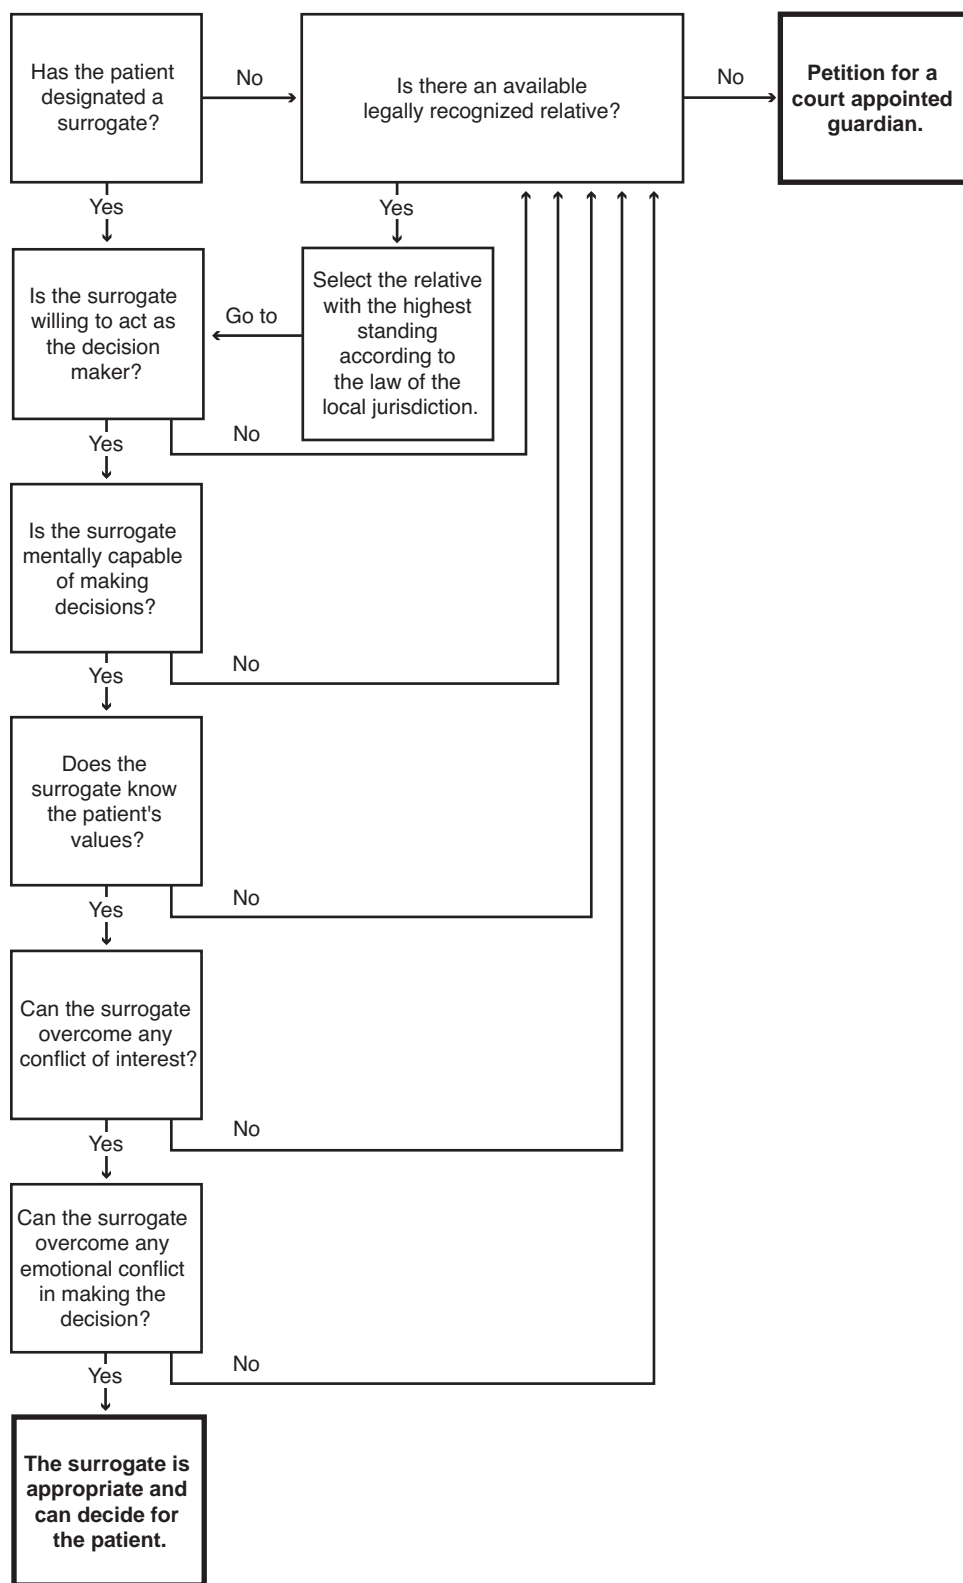 Has the patient
designated a
surrogate?
No
Is there an available
legally recognized relative?
No
Petition for a
court appointed
guardian.
Yes
Yes
Is the surrogate
willing to act as
the decision
maker?
Go to
Select the relative
with the highest
standing
according to
the law of the
local jurisdiction.
Yes
No
Is the surrogate
mentally capable
of making
decisions?
Yes
No
Does the
surrogate know
the patient's
values?
Yes
No
Can the surrogate
overcome any
conflict of interest?
Yes
No
Can the surrogate
overcome any
emotional conflict
in making the
decision?
Yes
No
The surrogate is
appropriate and
can decide for
the patient.